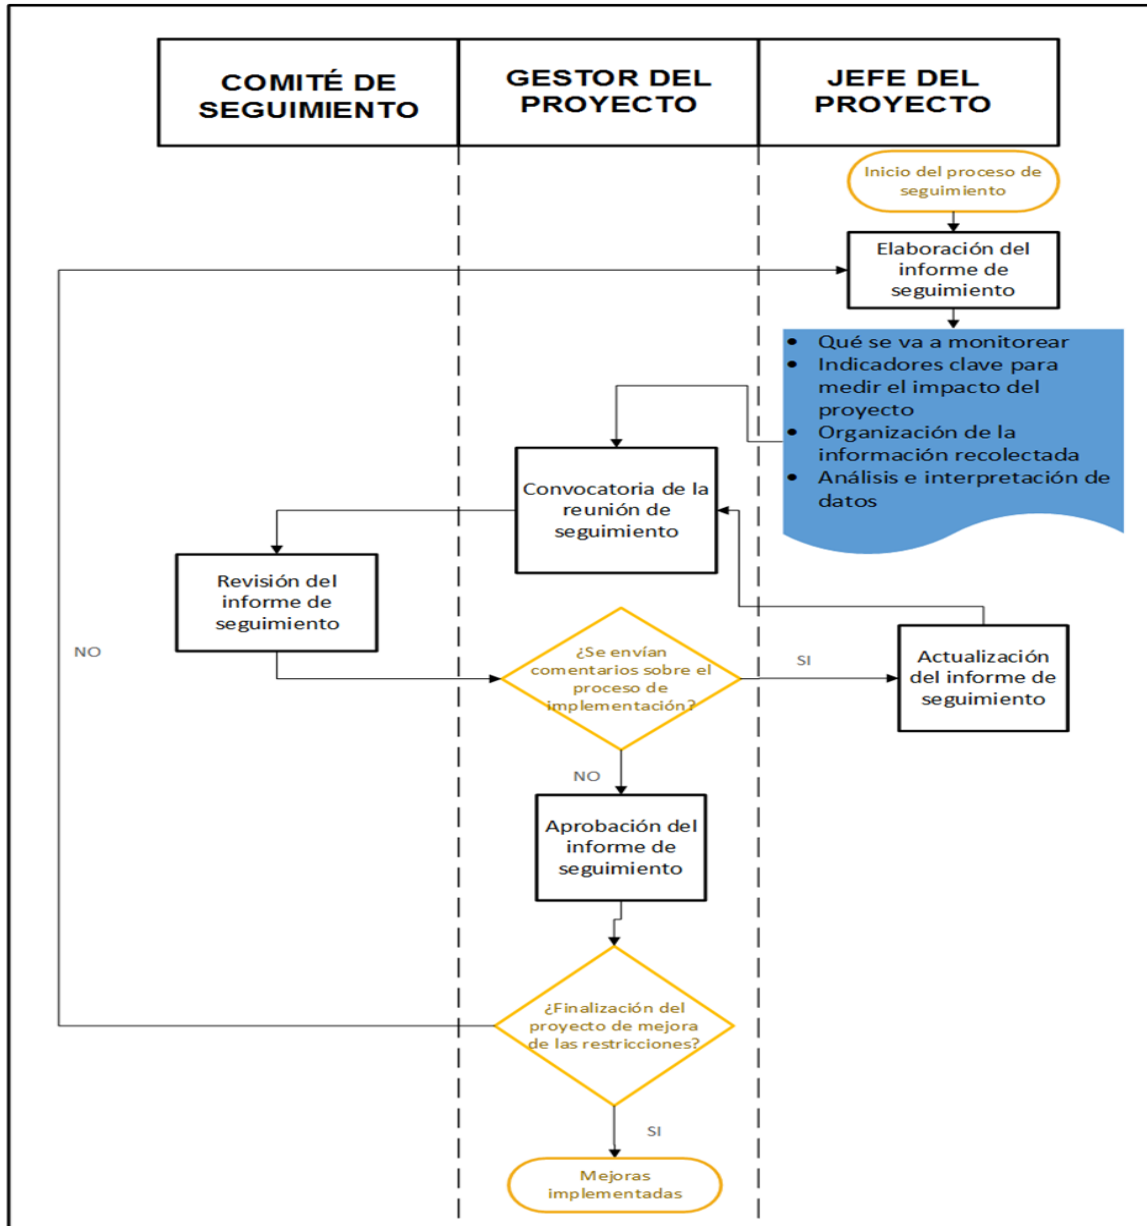 COMITÉ DE
SEGUIMIENTO
GESTOR DEL
PROYECTO
JEFE DEL
PROYECTO
Inicio del proceso de
seguimiento
Elaboración del
informe de
seguimiento
• Qué se va a monitorear
• Indicadores clave para
medir el impacto del
proyecto
• Organización de la
información recolectada
• Análisis e interpretación de
datos
Convocatoria de la
reunión de
seguimiento
Revisión del
informe de
seguimiento
¿Se envían
comentarios sobre el
proceso de
implementación?
SI
Actualización
del informe de
seguimiento
NO
NO
Aprobación del
informe de
seguimiento
¿Finalización del
proyecto de mejora
de las restricciones?
SI
Mejoras
implementadas